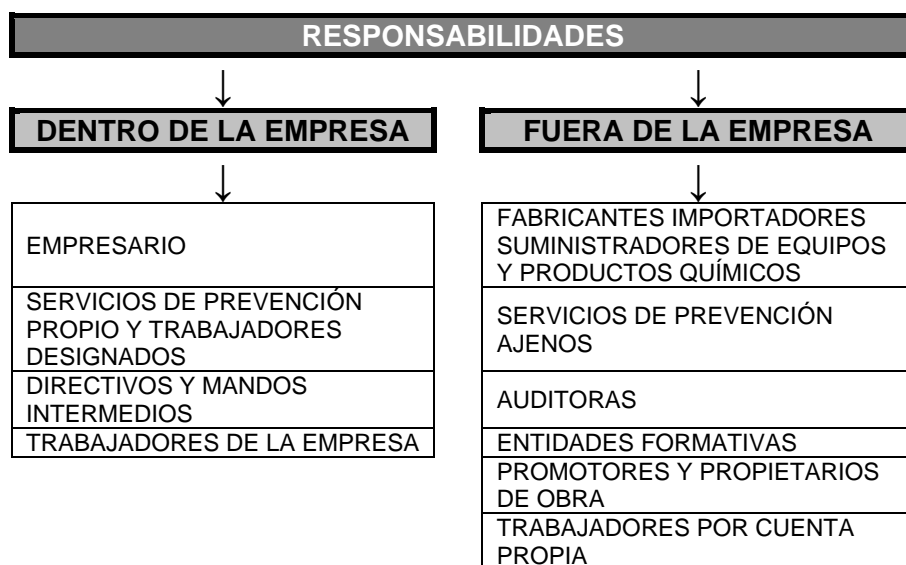 RESPONSABILIDADES
DENTRO DE LA EMPRESA
EMPRESARIO
SERVICIOS DE PREVENCIÓN
PROPIO Y TRABAJADORES
DESIGNADOS
DIRECTIVOS Y MANDOS
INTERMEDIOS
TRABAJADORES DE LA EMPRESA
FUERA DE LA EMPRESA
FABRICANTES IMPORTADORES
SUMINISTRADORES DE EQUIPOS
Y PRODUCTOS QUÍMICOS
SERVICIOS DE PREVENCIÓN
AJENOS
AUDITORAS
ENTIDADES FORMATIVAS
PROMOTORES Y PROPIETARIOS
DE OBRA
TRABAJADORES POR CUENTA
PROPIA